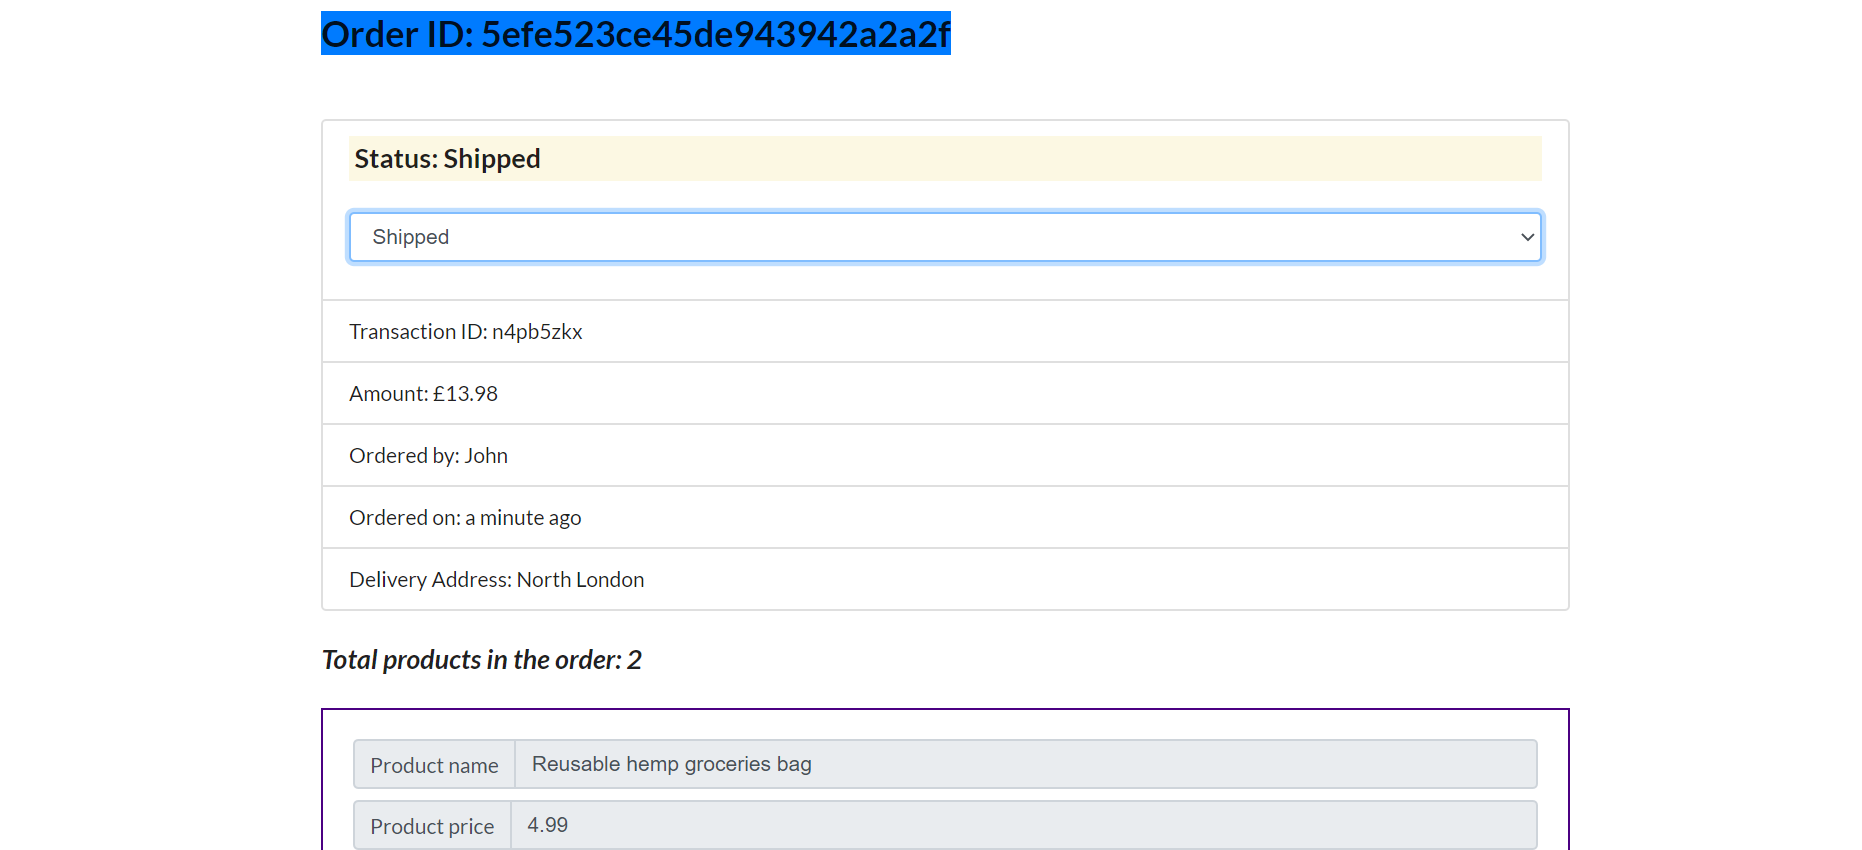 Order ID: 5efe523ce45de943942a2a2f
Status: Shipped
Shipped
Transaction ID: n4pb5zkx
Amount: £13.98
Ordered by: John
Ordered on: a minute ago
Delivery Address: North London
Total products in the order: 2
Product name Reusable hemp groceries bag
Product price 4.99